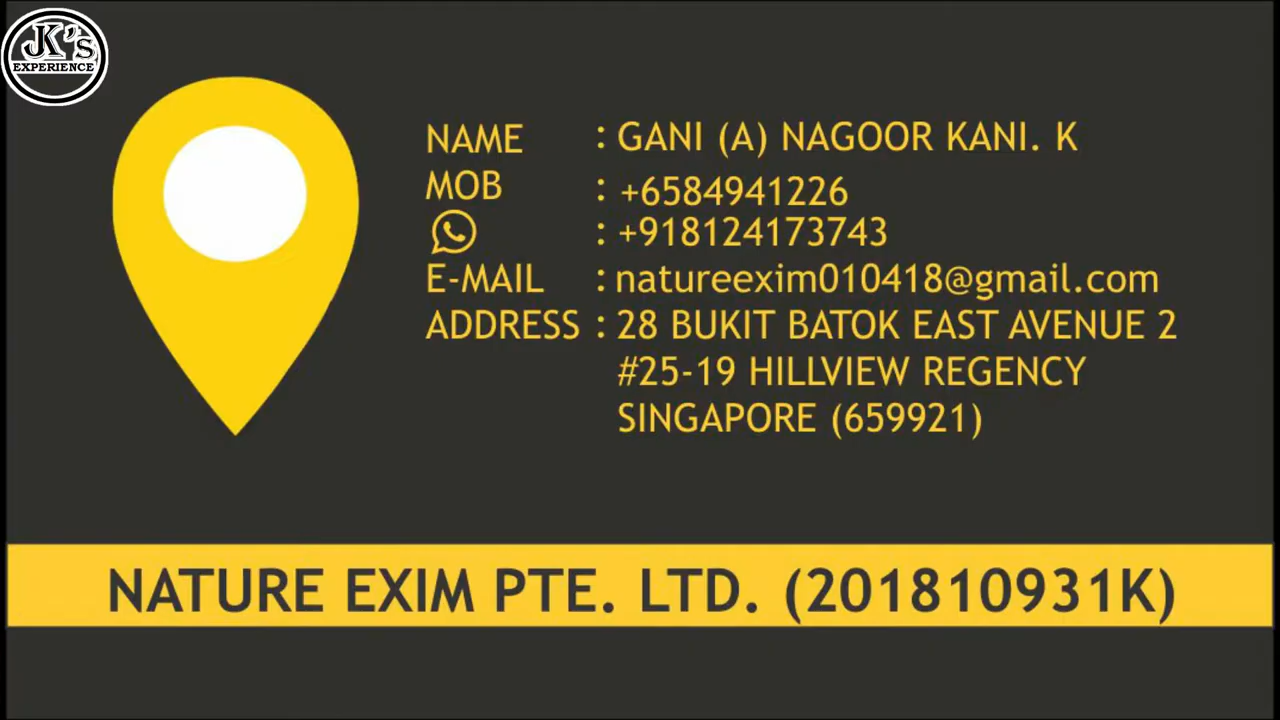 JK's
EXPERIENCE
NAME : GANI (A) NAGOOR KANI. K
MOB : +6584941226
: +918124173743
E-MAIL : natureexim010418@gmail.com
ADDRESS : 28 BUKIT BATOK EAST AVENUE 2
#25-19 HILLVIEW REGENCY
SINGAPORE (659921)
NATURE EXIM PTE. LTD. (201810931K)